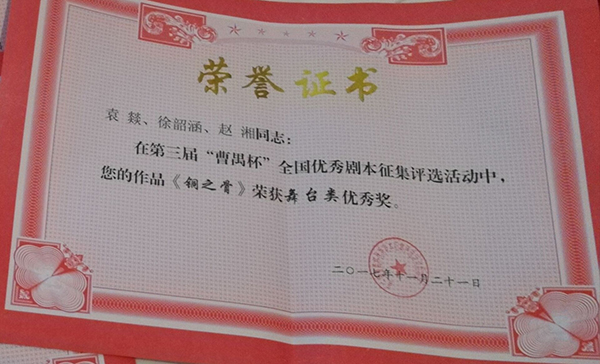 荣誉证书
袁 燚、徐韶涵、赵 湘同志：
在第三届“曹禺杯”全国优秀剧本征集评选活动中，
您的作品《铜之骨》荣获舞台类优秀奖。
二〇一七年十一月二十一日